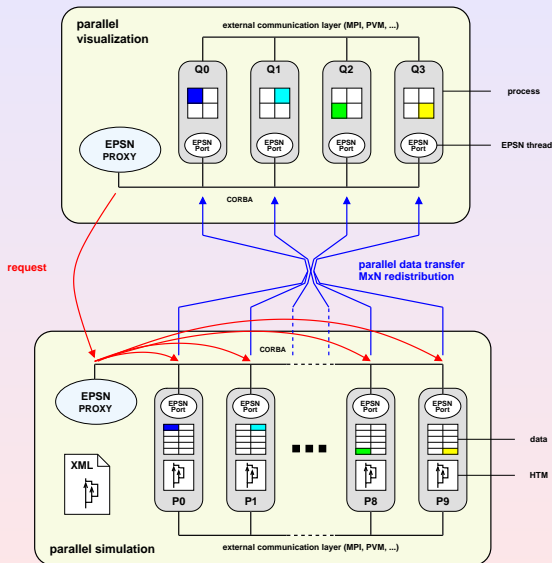 parallel
visualization
external communication layer (MPI, PVM, ...)
Q0
Q1
Q2
Q3
process
EPSN
PROXY
EPSN
Port
EPSN
Port
EPSN
Port
EPSN
Port
EPSN thread
CORBA
request
parallel data transfer
MxN redistribution
CORBA
EPSN
PROXY
EPSN
Port
EPSN
Port
EPSN
Port
EPSN
Port
data
XML
HTM
P0
P1
P8
P9
parallel simulation
external communication layer (MPI, PVM, ...)